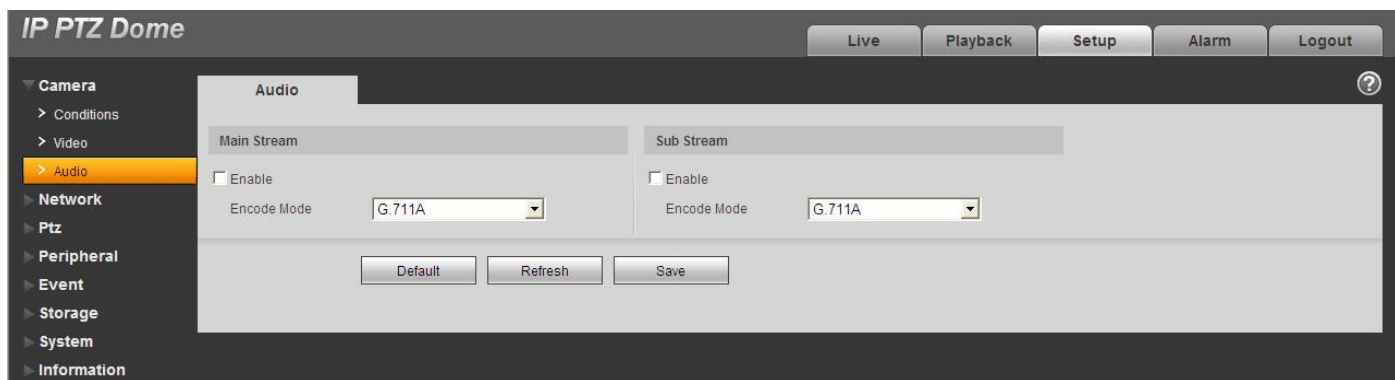 IP PTZ Dome
Live Playback Setup Alarm Logout
Camera
> Conditions
> Video
> Audio
Network
Ptz
Peripheral
Event
Storage
System
Information
Audio
?
Main Stream
Enable
Encode Mode G.711A
Sub Stream
Enable
Encode Mode G.711A
Default Refresh Save